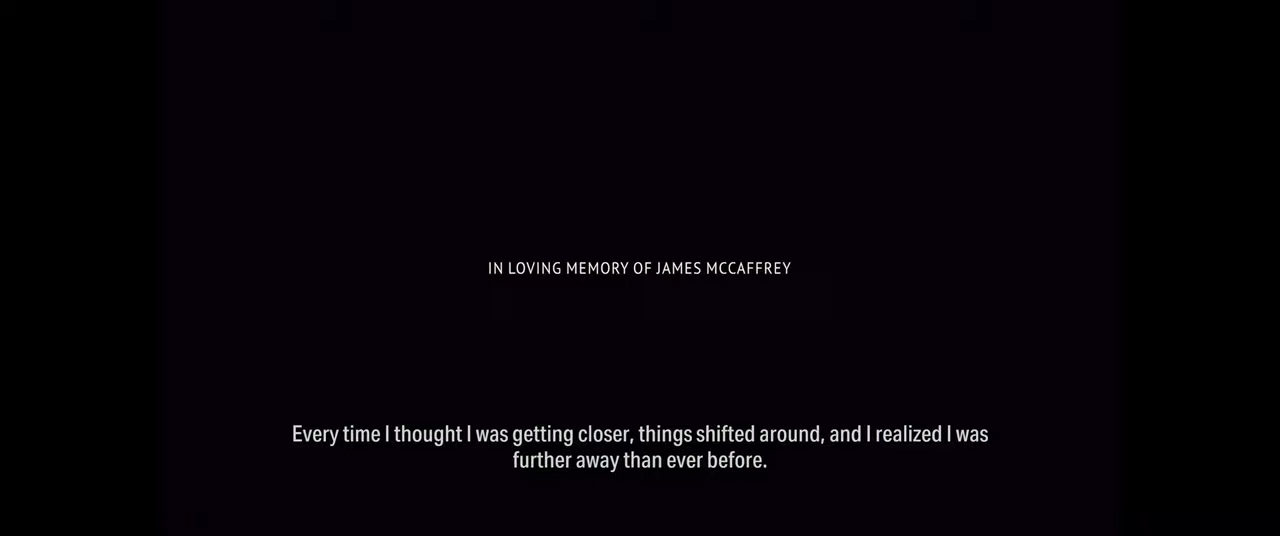 IN LOVING MEMORY OF JAMES MCCAFFREY
Every time I thought I was getting closer, things shifted around, and I realized I was
further away than ever before.